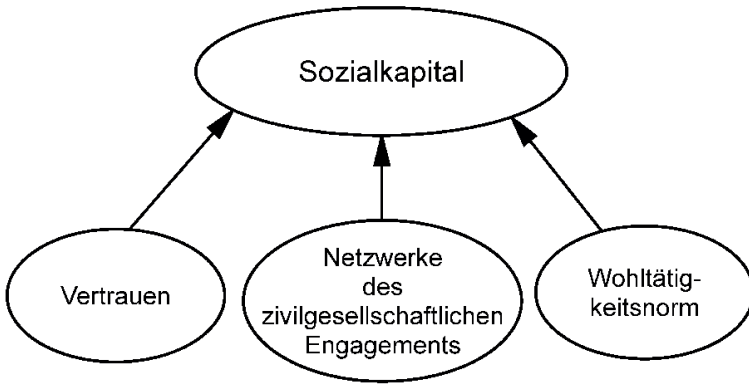 Sozialkapital
Vertrauen
Netzwerke
des
zivilgesellschaftlichen
Engagements
Wohltätig-
keitsnorm